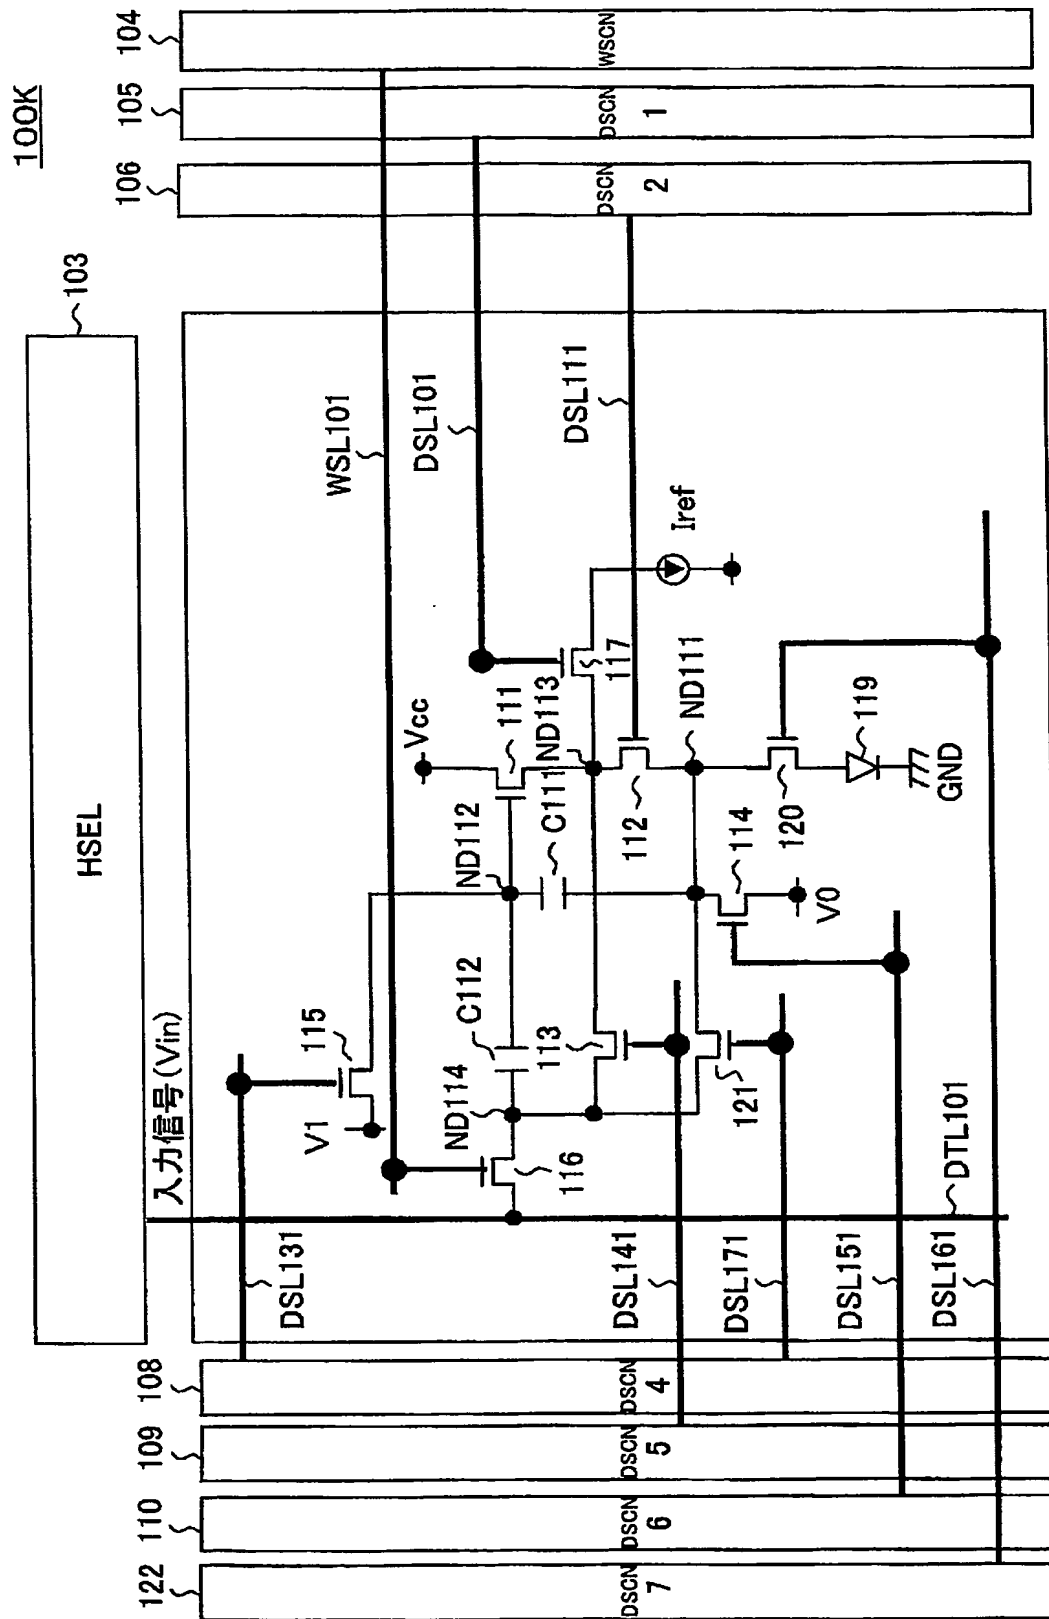 100K
103
HSEL
104
WSCN
105
DSCN
1
106
DSCN
2
入力信号(Vin)
WSL101
DSL101
DSL111
DSL131
115
V1
ND112
Vcc
111
C112
C111
ND113
117
Iref
ND114
116
113
112
ND111
DSL141
121
114
120
119
V0
GND
DSL171
DSL151
DSL161
DTL101
108
DSCN
4
109
DSCN
5
110
DSCN
6
122
DSCN
7